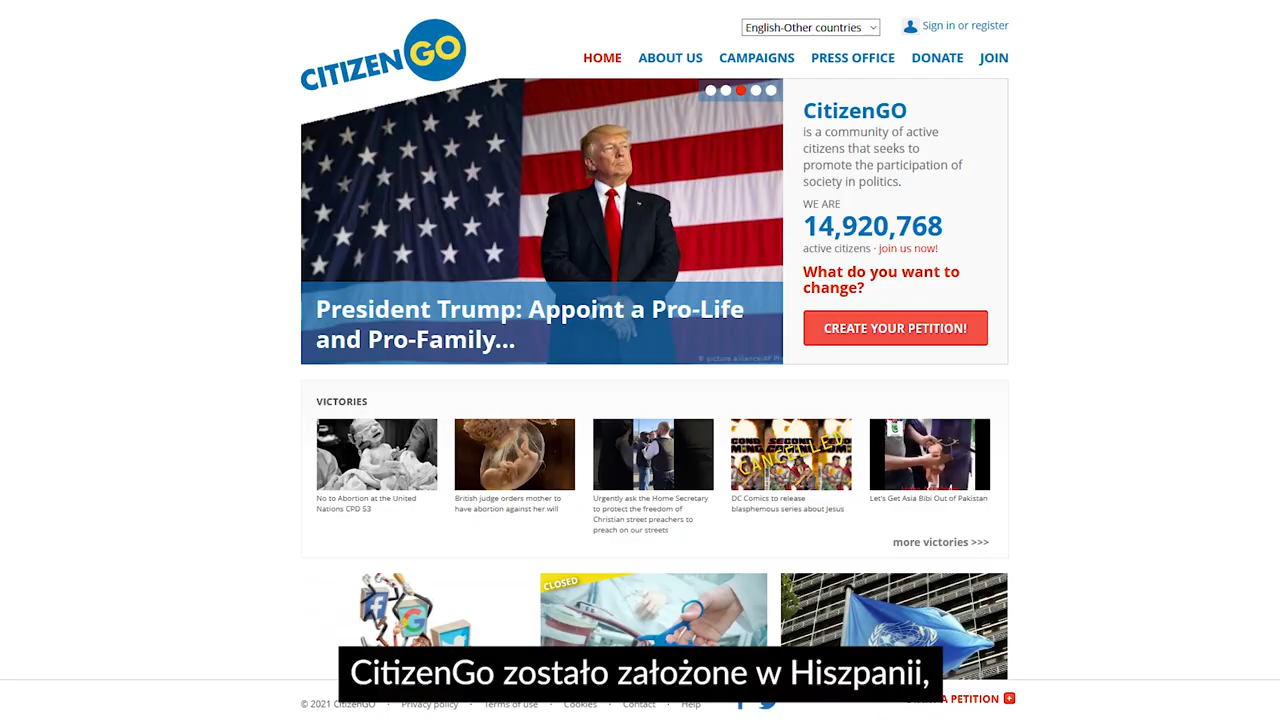 CITIZENGO
English-Other countries
Sign in or register
HOME ABOUT US CAMPAIGNS PRESS OFFICE DONATE JOIN
President Trump: Appoint a Pro-Life
and Pro-Family...
© picture alliance/AP
CitizenGO
is a community of active
citizens that seeks to
promote the participation of
society in politics.
WE ARE
14,920,768
active citizens · join us now!
What do you want to
change?
CREATE YOUR PETITION!
VICTORIES
No to Abortion at the United
Nations CPD 53
British judge orders mother to
have abortion against her will
Urgently ask the Home Secretary
to protect the freedom of
Christian street preachers to
preach on our streets
CANCELLED
DC Comics to release
blasphemous series about Jesus
Let's Get Asia Bibi Out of Pakistan
more victories >>>
CLOSED
CitizenGo zostało założone w Hiszpanii,
© 2021 CitizenGO · Privacy policy · Terms of use · Cookies · Contact · Help
A PETITION